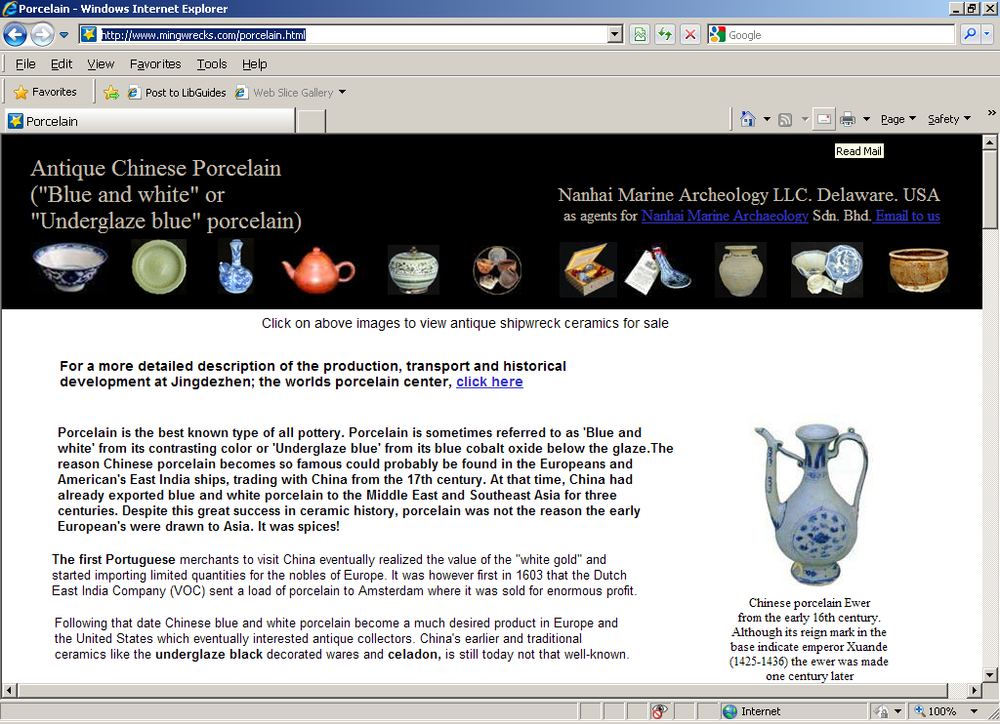 Porcelain - Windows Internet Explorer
http://www.mingwrecks.com/porcelain.html
Google
File Edit View Favorites Tools Help
Favorites Post to LibGuides Web Slice Gallery
Porcelain
Page Safety »
Read Mail
Antique Chinese Porcelain
("Blue and white" or
"Underglaze blue" porcelain)
Nanhai Marine Archeology LLC. Delaware. USA
as agents for Nanhai Marine Archaeology Sdn. Bhd. Email to us
Click on above images to view antique shipwreck ceramics for sale
For a more detailed description of the production, transport and historical
development at Jingdezhen; the worlds porcelain center, click here
Porcelain is the best known type of all pottery. Porcelain is sometimes referred to as 'Blue and
white' from its contrasting color or 'Underglaze blue' from its blue cobalt oxide below the glaze.The
reason Chinese porcelain becomes so famous could probably be found in the Europeans and
American's East India ships, trading with China from the 17th century. At that time, China had
already exported blue and white porcelain to the Middle East and Southeast Asia for three
centuries. Despite this great success in ceramic history, porcelain was not the reason the early
European's were drawn to Asia. It was spices!
The first Portuguese merchants to visit China eventually realized the value of the "white gold" and
started importing limited quantities for the nobles of Europe. It was however first in 1603 that the Dutch
East India Company (VOC) sent a load of porcelain to Amsterdam where it was sold for enormous profit.
Following that date Chinese blue and white porcelain become a much desired product in Europe and
the United States which eventually interested antique collectors. China's earlier and traditional
ceramics like the underglaze black decorated wares and celadon, is still today not that well-known.
Chinese porcelain Ewer
from the early 16th century.
Although its reign mark in the
base indicate emperor Xuande
(1425-1436) the ewer was made
one century later
Internet
100%